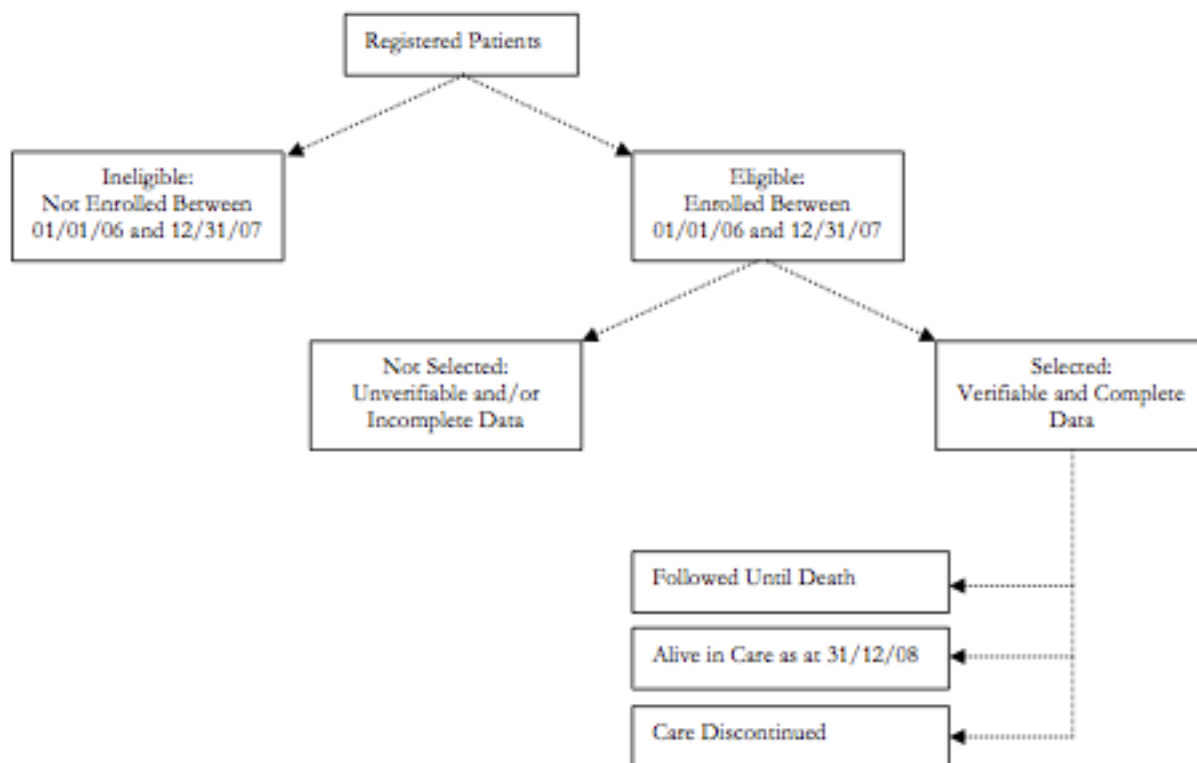 Registered Patients
Ineligible:
Not Enrolled Between
01/01/06 and 12/31/07
Eligible:
Enrolled Between
01/01/06 and 12/31/07
Not Selected:
Unverifiable and/or
Incomplete Data
Selected:
Verifiable and Complete
Data
Followed Until Death
Alive in Care as at 31/12/08
Care Discontinued